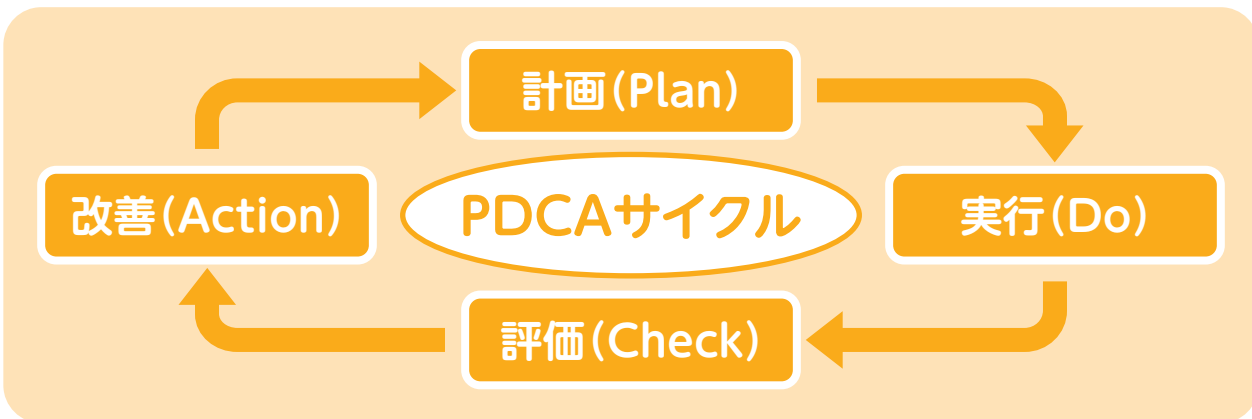 計画(Plan)
改善(Action)
PDCAサイクル
実行(Do)
評価(Check)